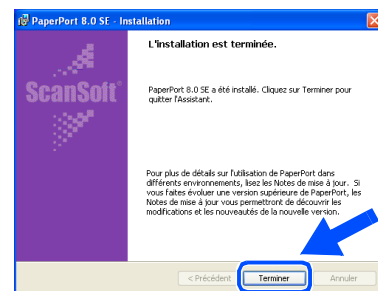 PaperPort 8.0 SE - Installation
L'installation est terminée.
ScanSoft®
PaperPort 8.0 SE a été installé. Cliquez sur Terminer pour
quitter l'Assistant.
Pour plus de détails sur l'utilisation de PaperPort dans
différents environnements, lisez les Notes de mise à jour. Si
vous faites évoluer une version supérieure de PaperPort, les
Notes de mise à jour vous permettront de découvrir les
modifications et les nouveautés de la nouvelle version.
< Précédent Terminer Annuler